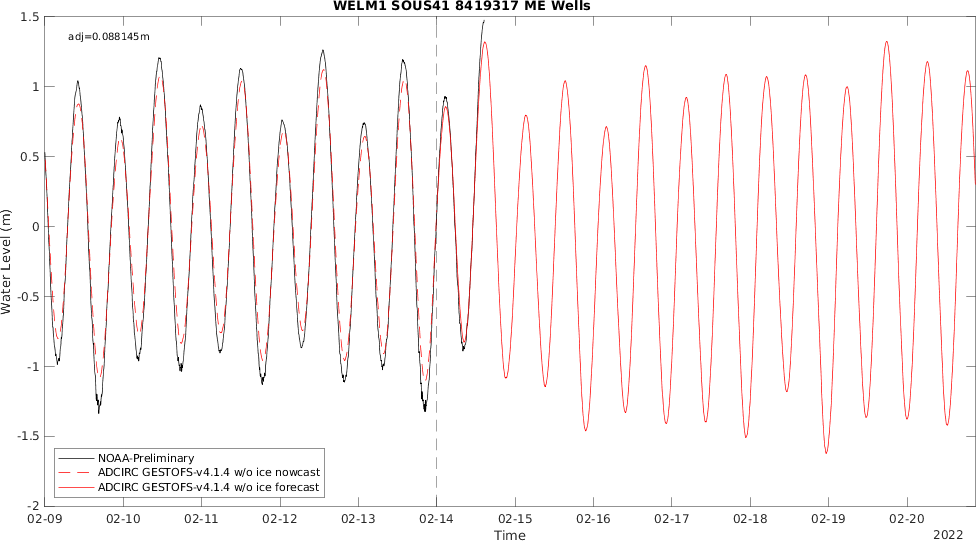 WELM1 SOUS41 8419317 ME Wells
adj=0.088145m
1.5
1
0.5
0
-0.5
-1
-1.5
-2
Water Level (m)
NOAA-Preliminary
ADCIRC GESTOFS-v4.1.4 w/o ice nowcast
ADCIRC GESTOFS-v4.1.4 w/o ice forecast
02-09 02-10 02-11 02-12 02-13 02-14 02-15 02-16 02-17 02-18 02-19 02-20
Time
2022